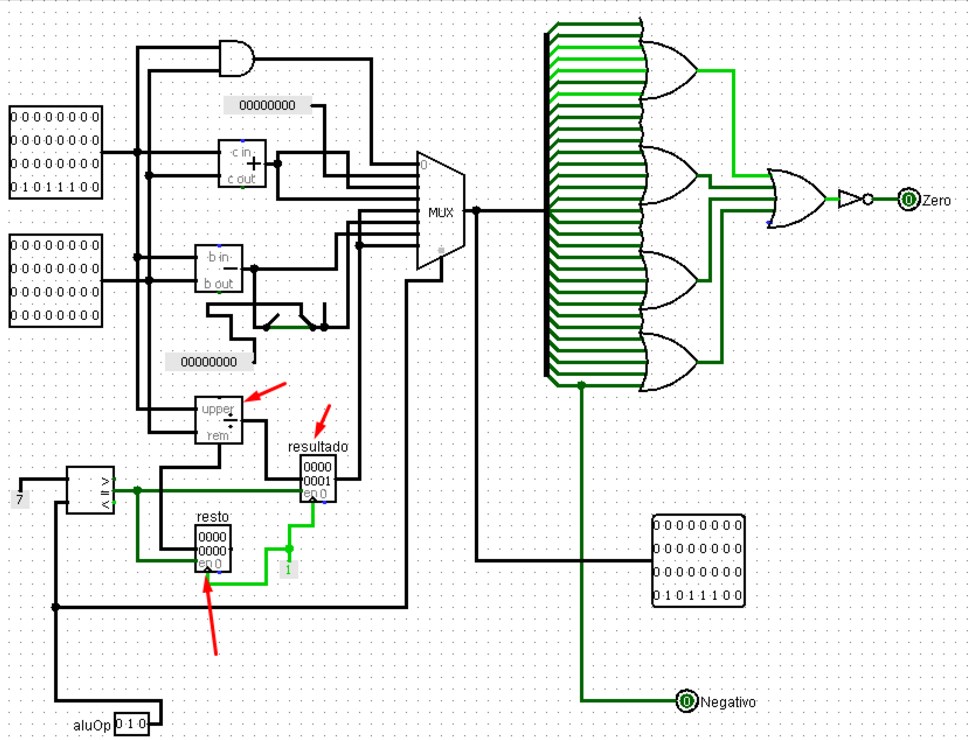 00000000
0 0 0 0 0 0 0 0
0 0 0 0 0 0 0 0
0 0 0 0 0 0 0 0
0 1 0 1 1 1 0 0
c in
+
c out
0
MUX
0 Zero
0 0 0 0 0 0 0 0
0 0 0 0 0 0 0 0
0 0 0 0 0 0 0 0
0 0 0 0 0 0 0 0
b in
−
b out
00000000
upper
÷
rem
resultado
0000
0001
en 0
7
> = <
resto
0000
0000
en 0
1
0 0 0 0 0 0 0 0
0 0 0 0 0 0 0 0
0 0 0 0 0 0 0 0
0 1 0 1 1 1 0 0
0 Negativo
aluOp 0 1 0